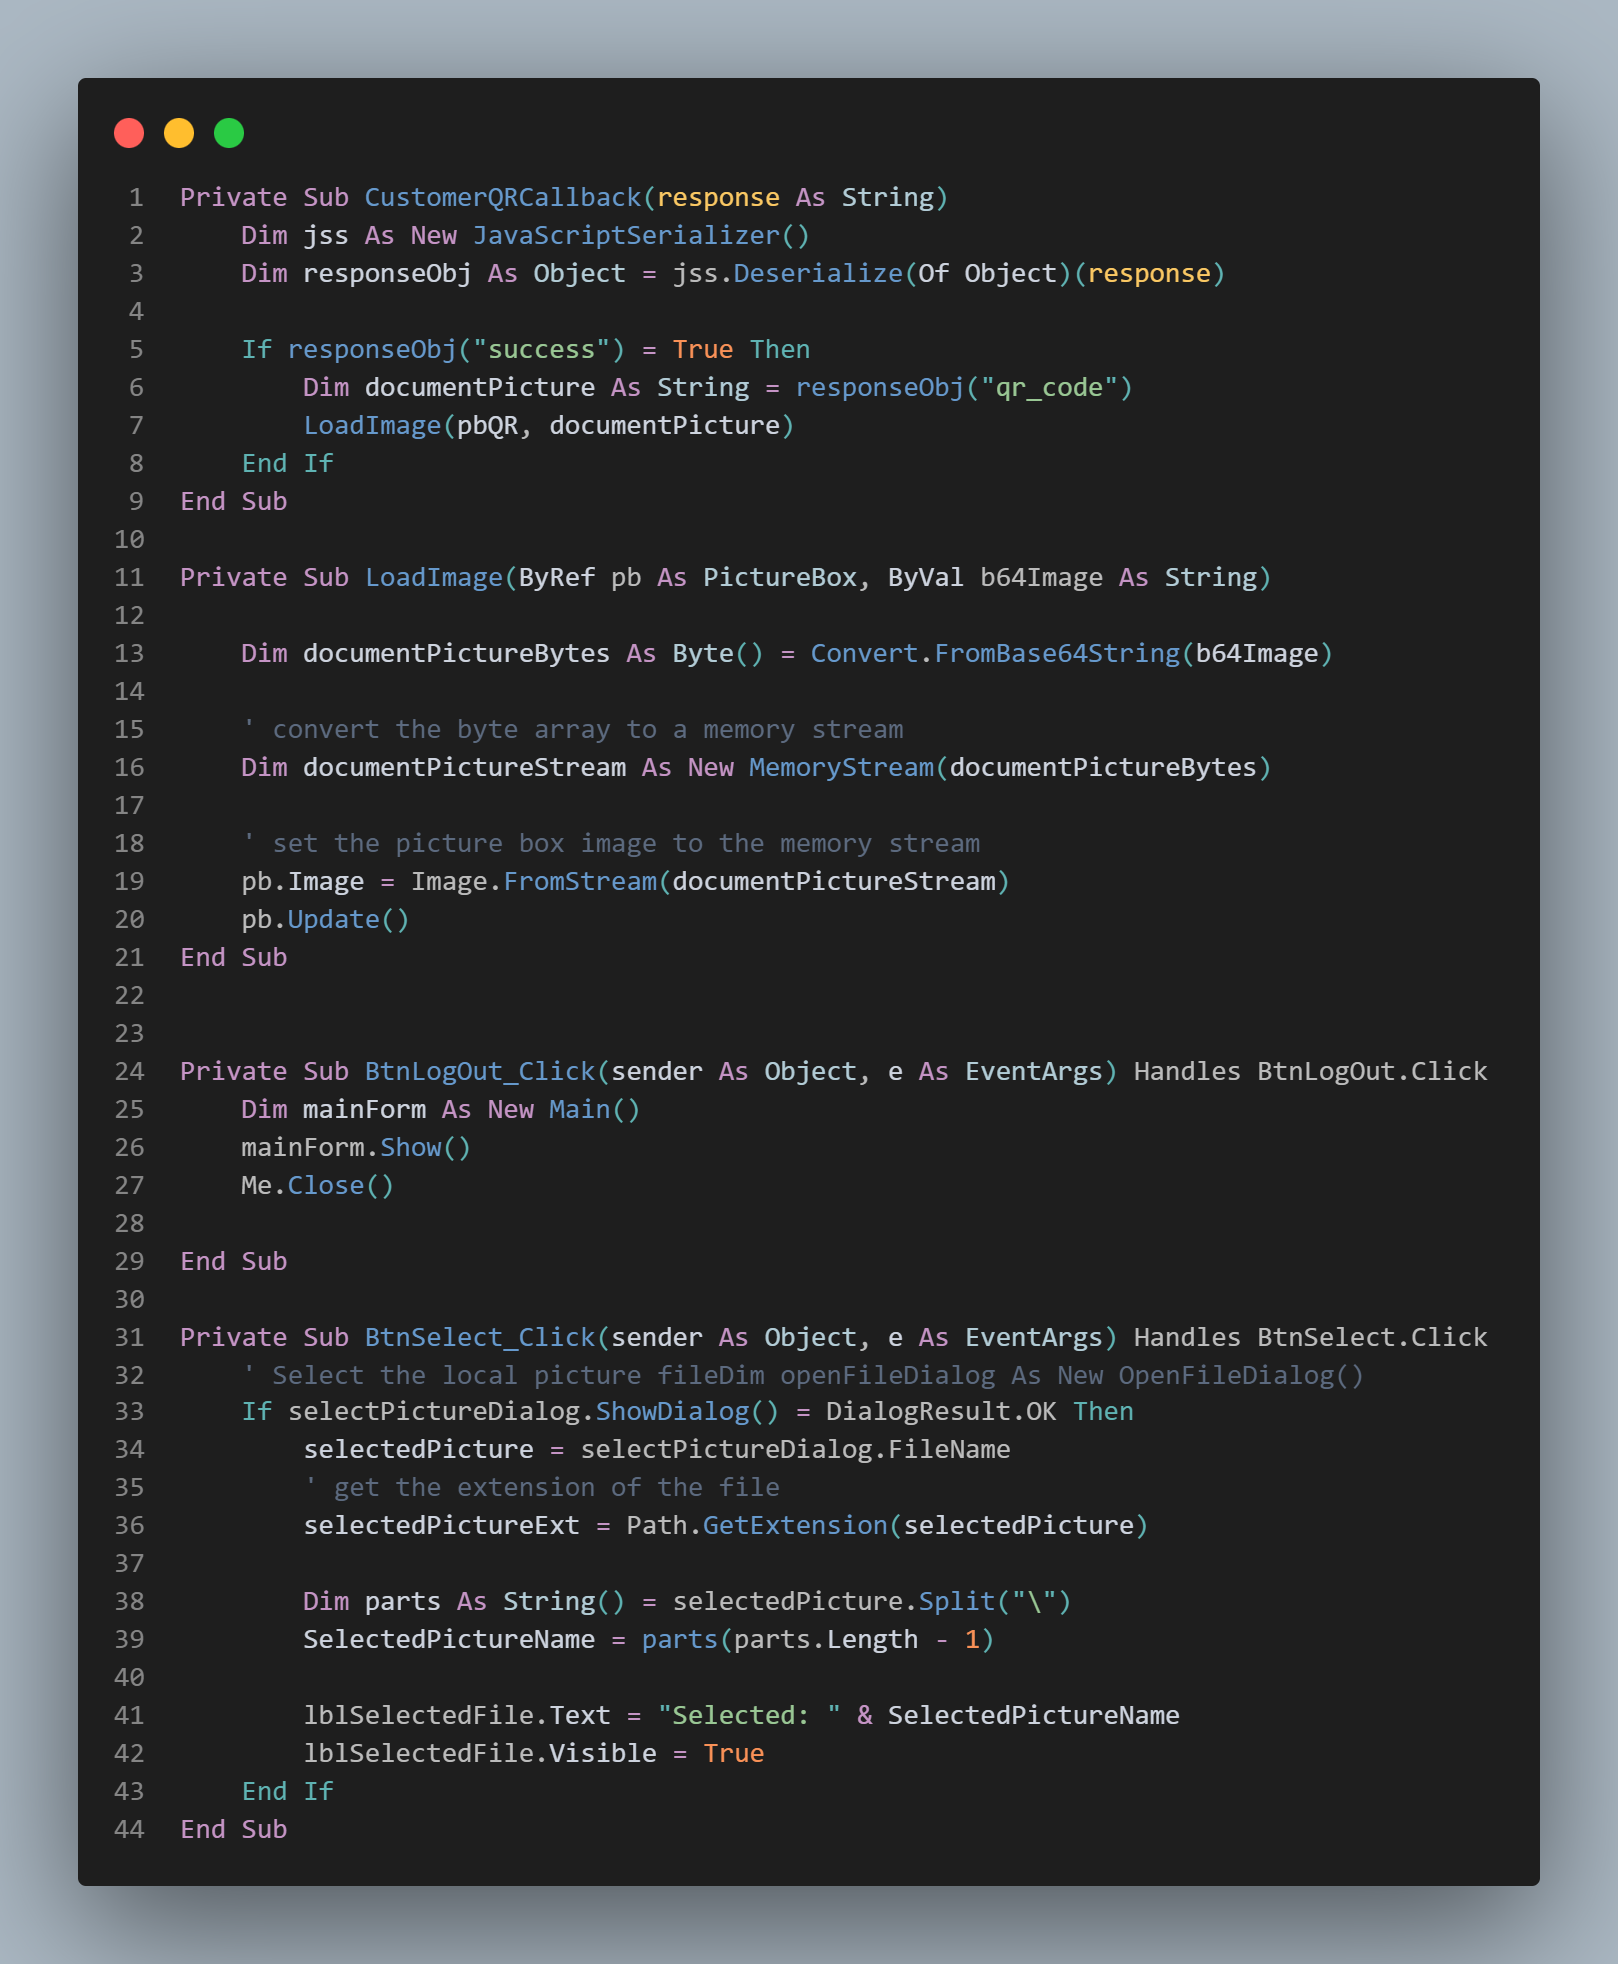 1 Private Sub CustomerQRCallback(response As String)
2     Dim jss As New JavaScriptSerializer()
3     Dim responseObj As Object = jss.Deserialize(Of Object)(response)
4
5     If responseObj("success") = True Then
6         Dim documentPicture As String = responseObj("qr_code")
7         LoadImage(pbQR, documentPicture)
8     End If
9 End Sub
10
11 Private Sub LoadImage(ByRef pb As PictureBox, ByVal b64Image As String)
12
13     Dim documentPictureBytes As Byte() = Convert.FromBase64String(b64Image)
14
15     ' convert the byte array to a memory stream
16     Dim documentPictureStream As New MemoryStream(documentPictureBytes)
17
18     ' set the picture box image to the memory stream
19     pb.Image = Image.FromStream(documentPictureStream)
20     pb.Update()
21 End Sub
22
23
24 Private Sub BtnLogOut_Click(sender As Object, e As EventArgs) Handles BtnLogOut.Click
25     Dim mainForm As New Main()
26     mainForm.Show()
27     Me.Close()
28
29 End Sub
30
31 Private Sub BtnSelect_Click(sender As Object, e As EventArgs) Handles BtnSelect.Click
32     ' Select the local picture fileDim openFileDialog As New OpenFileDialog()
33     If selectPictureDialog.ShowDialog() = DialogResult.OK Then
34         selectedPicture = selectPictureDialog.FileName
35         ' get the extension of the file
36         selectedPictureExt = Path.GetExtension(selectedPicture)
37
38         Dim parts As String() = selectedPicture.Split("\")
39         SelectedPictureName = parts(parts.Length - 1)
40
41         lblSelectedFile.Text = "Selected: " & SelectedPictureName
42         lblSelectedFile.Visible = True
43     End If
44 End Sub